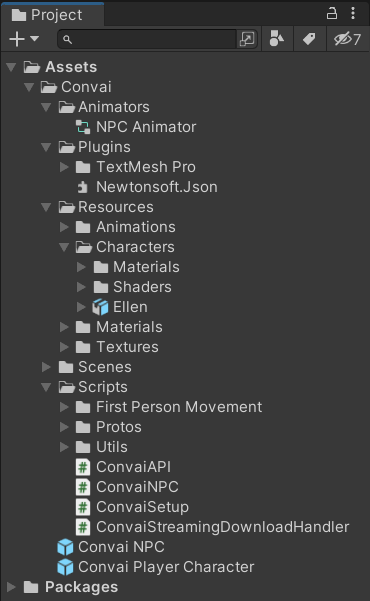 Project
7
Assets
Convai
Animators
NPC Animator
Plugins
TextMesh Pro
Newtonsoft.Json
Resources
Animations
Characters
Materials
Shaders
Ellen
Materials
Textures
Scenes
Scripts
First Person Movement
Protos
Utils
# ConvaiAPI
# ConvaiNPC
# ConvaiSetup
# ConvaiStreamingDownloadHandler
Convai NPC
Convai Player Character
Packages